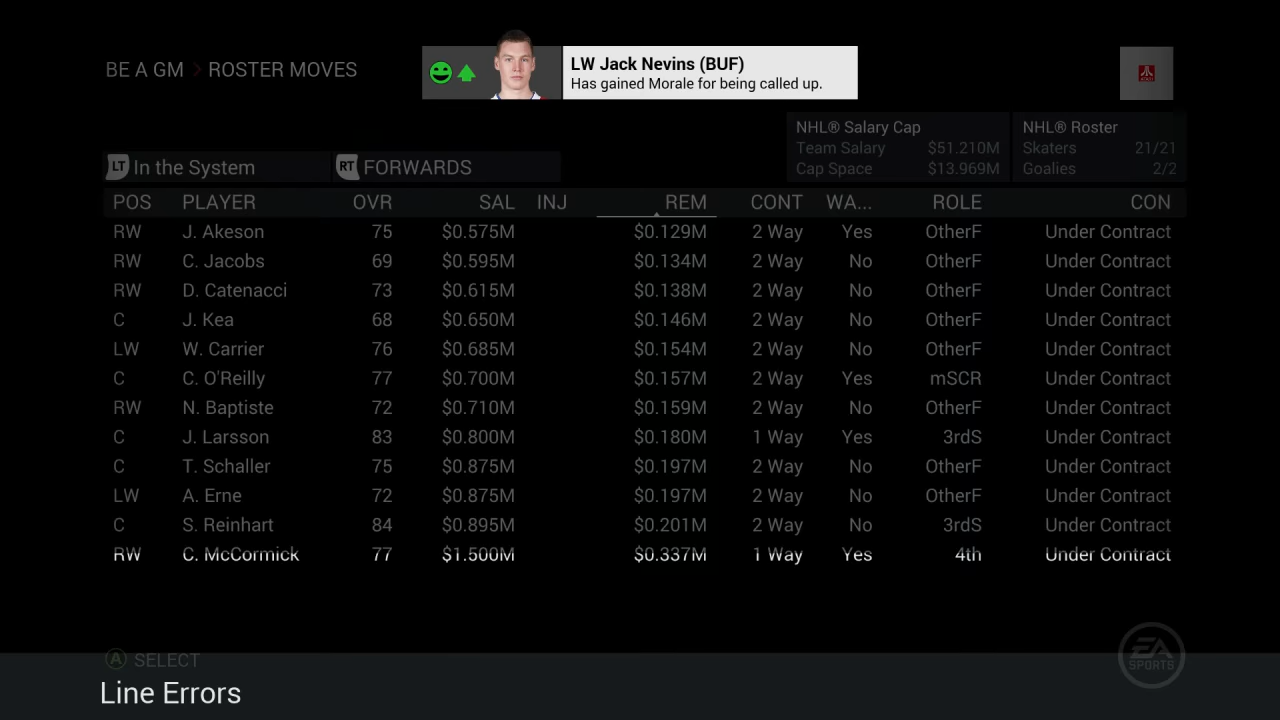 BE A GM > ROSTER MOVES
LW Jack Nevins (BUF)
Has gained Morale for being called up.
NHL® Salary Cap
Team Salary $51.210M
Cap Space $13.969M
NHL® Roster
Skaters 21/21
Goalies 2/2
LT In the System RT FORWARDS
POS PLAYER OVR SAL INJ REM CONT WA... ROLE CON
RW J. Akeson 75 $0.575M $0.129M 2 Way Yes OtherF Under Contract
RW C. Jacobs 69 $0.595M $0.134M 2 Way No OtherF Under Contract
RW D. Catenacci 73 $0.615M $0.138M 2 Way No OtherF Under Contract
C J. Kea 68 $0.650M $0.146M 2 Way No OtherF Under Contract
LW W. Carrier 76 $0.685M $0.154M 2 Way No OtherF Under Contract
C C. O'Reilly 77 $0.700M $0.157M 2 Way Yes mSCR Under Contract
RW N. Baptiste 72 $0.710M $0.159M 2 Way No OtherF Under Contract
C J. Larsson 83 $0.800M $0.180M 1 Way Yes 3rdS Under Contract
C T. Schaller 75 $0.875M $0.197M 2 Way No OtherF Under Contract
LW A. Erne 72 $0.875M $0.197M 2 Way No OtherF Under Contract
C S. Reinhart 84 $0.895M $0.201M 2 Way No 3rdS Under Contract
RW C. McCormick 77 $1.500M $0.337M 1 Way Yes 4th Under Contract
A SELECT
EA SPORTS
Line Errors